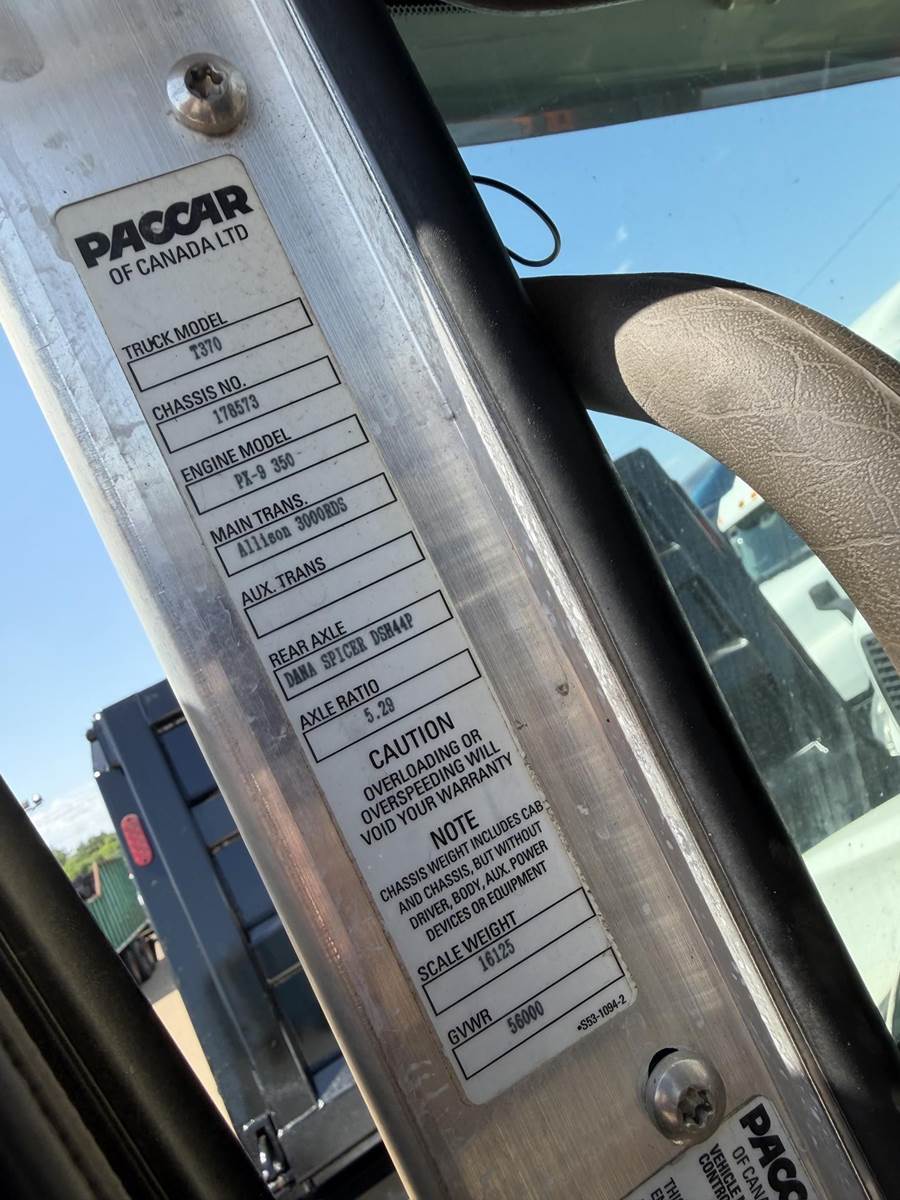 PACCAR
OF CANADA LTD
TRUCK MODEL
T370
CHASSIS NO.
178573
ENGINE MODEL
PX-9 350
MAIN TRANS.
Allison 3000RDS
AUX. TRANS
REAR AXLE
DANA SPICER DSH44P
AXLE RATIO
5.29
CAUTION
OVERLOADING OR
OVERSPEEDING WILL
VOID YOUR WARRANTY
NOTE
CHASSIS WEIGHT INCLUDES CAB
AND CHASSIS, BUT WITHOUT
DRIVER, BODY, AUX. POWER
DEVICES OR EQUIPMENT
SCALE WEIGHT
16125
GVWR
56000
•S53-1094-2
PACC
OF CANA
VEHICLE
CONTRO